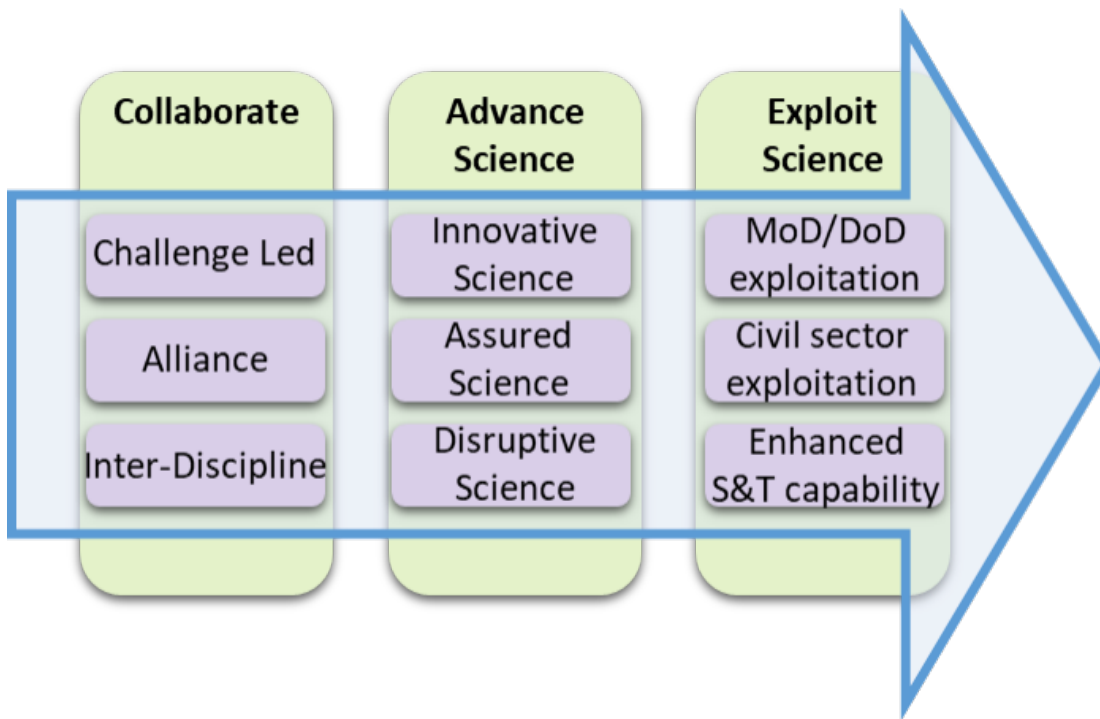 Collaborate
Challenge Led
Alliance
Inter-Discipline
Advance
Science
Innovative
Science
Assured
Science
Disruptive
Science
Exploit
Science
MoD/DoD
exploitation
Civil sector
exploitation
Enhanced
S&T capability